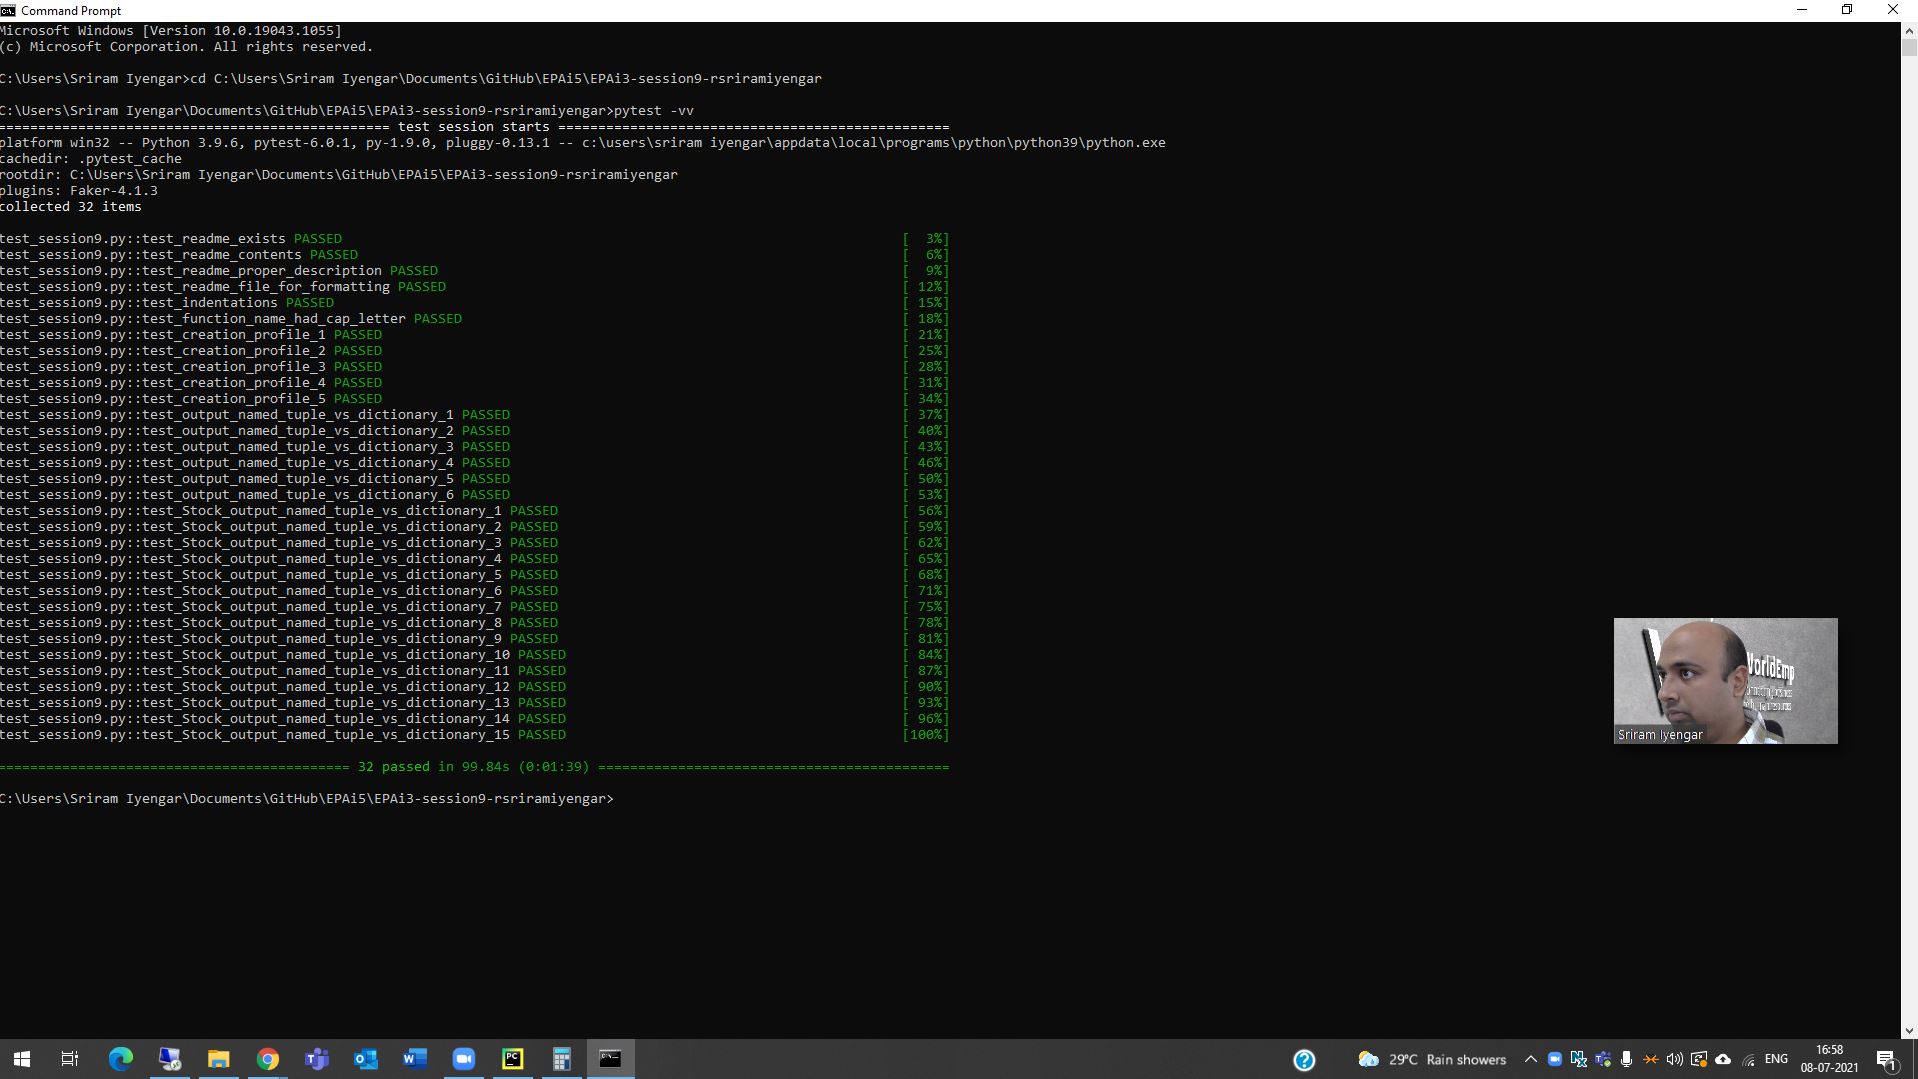 Command Prompt
Microsoft Windows [Version 10.0.19043.1055]
(c) Microsoft Corporation. All rights reserved.
C:\Users\Sriram Iyengar>cd C:\Users\Sriram Iyengar\Documents\GitHub\EPAi5\EPAi3-session9-rsriramiyengar
C:\Users\Sriram Iyengar\Documents\GitHub\EPAi5\EPAi3-session9-rsriramiyengar>pytest -vv
================================================= test session starts =================================================
platform win32 -- Python 3.9.6, pytest-6.0.1, py-1.9.0, pluggy-0.13.1 -- c:\users\sriram iyengar\appdata\local\programs\python\python39\python.exe
cachedir: .pytest_cache
rootdir: C:\Users\Sriram Iyengar\Documents\GitHub\EPAi5\EPAi3-session9-rsriramiyengar
plugins: Faker-4.1.3
collected 32 items
test_session9.py::test_readme_exists PASSED [  3%]
test_session9.py::test_readme_contents PASSED [  6%]
test_session9.py::test_readme_proper_description PASSED [  9%]
test_session9.py::test_readme_file_for_formatting PASSED [ 12%]
test_session9.py::test_indentations PASSED [ 15%]
test_session9.py::test_function_name_had_cap_letter PASSED [ 18%]
test_session9.py::test_creation_profile_1 PASSED [ 21%]
test_session9.py::test_creation_profile_2 PASSED [ 25%]
test_session9.py::test_creation_profile_3 PASSED [ 28%]
test_session9.py::test_creation_profile_4 PASSED [ 31%]
test_session9.py::test_creation_profile_5 PASSED [ 34%]
test_session9.py::test_output_named_tuple_vs_dictionary_1 PASSED [ 37%]
test_session9.py::test_output_named_tuple_vs_dictionary_2 PASSED [ 40%]
test_session9.py::test_output_named_tuple_vs_dictionary_3 PASSED [ 43%]
test_session9.py::test_output_named_tuple_vs_dictionary_4 PASSED [ 46%]
test_session9.py::test_output_named_tuple_vs_dictionary_5 PASSED [ 50%]
test_session9.py::test_output_named_tuple_vs_dictionary_6 PASSED [ 53%]
test_session9.py::test_Stock_output_named_tuple_vs_dictionary_1 PASSED [ 56%]
test_session9.py::test_Stock_output_named_tuple_vs_dictionary_2 PASSED [ 59%]
test_session9.py::test_Stock_output_named_tuple_vs_dictionary_3 PASSED [ 62%]
test_session9.py::test_Stock_output_named_tuple_vs_dictionary_4 PASSED [ 65%]
test_session9.py::test_Stock_output_named_tuple_vs_dictionary_5 PASSED [ 68%]
test_session9.py::test_Stock_output_named_tuple_vs_dictionary_6 PASSED [ 71%]
test_session9.py::test_Stock_output_named_tuple_vs_dictionary_7 PASSED [ 75%]
test_session9.py::test_Stock_output_named_tuple_vs_dictionary_8 PASSED [ 78%]
test_session9.py::test_Stock_output_named_tuple_vs_dictionary_9 PASSED [ 81%]
test_session9.py::test_Stock_output_named_tuple_vs_dictionary_10 PASSED [ 84%]
test_session9.py::test_Stock_output_named_tuple_vs_dictionary_11 PASSED [ 87%]
test_session9.py::test_Stock_output_named_tuple_vs_dictionary_12 PASSED [ 90%]
test_session9.py::test_Stock_output_named_tuple_vs_dictionary_13 PASSED [ 93%]
test_session9.py::test_Stock_output_named_tuple_vs_dictionary_14 PASSED [ 96%]
test_session9.py::test_Stock_output_named_tuple_vs_dictionary_15 PASSED [100%]
============================================ 32 passed in 99.84s (0:01:39) ============================================
C:\Users\Sriram Iyengar\Documents\GitHub\EPAi5\EPAi3-session9-rsriramiyengar>
WorldEmp
Sriram Iyengar
29°C Rain showers
ENG
16:58
08-07-2021
1